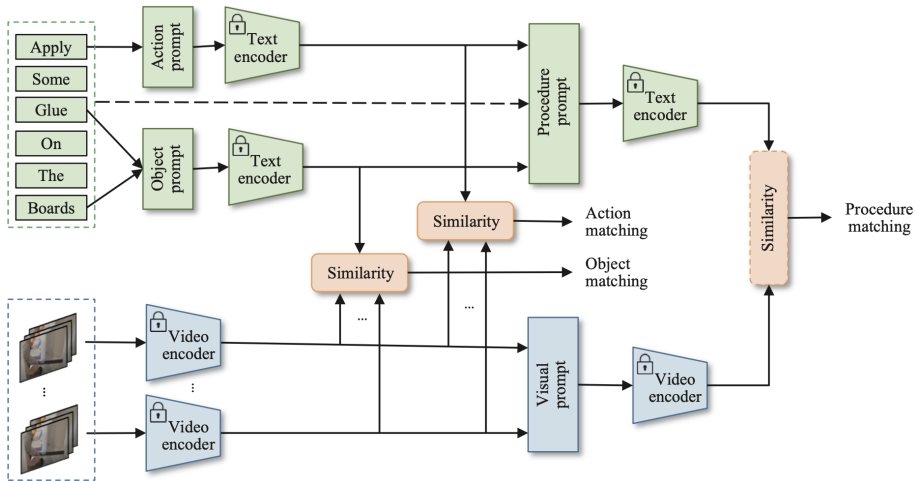 Apply
Some
Glue
On
The
Boards
Action
prompt
Text
encoder
Object
prompt
Text
encoder
Procedure
prompt
Text
encoder
Similarity
Action
matching
Similarity
Object
matching
Similarity
Procedure
matching
...
...
...
Video
encoder
...
Video
encoder
Visual
prompt
Video
encoder